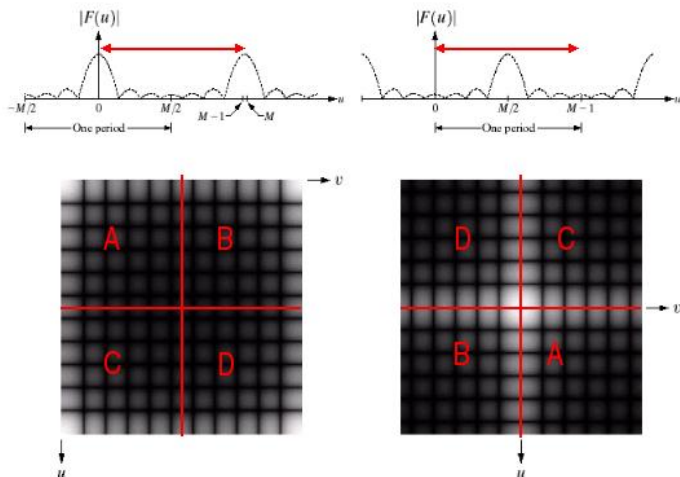 |F(u)|
|F(u)|
−M/2
0
M/2
M − 1
M
u
One period
0
M/2
M − 1
u
One period
v
A B
C D
u
D C
v
B A
u